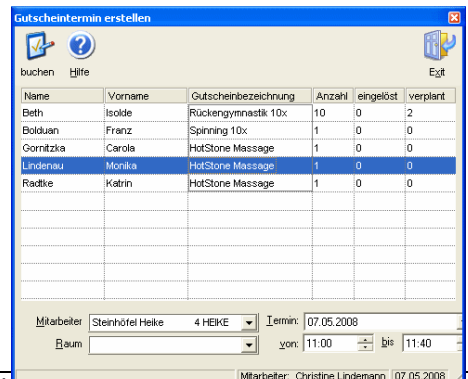 Gutscheintermin erstellen
buchen Hilfe Exit
Name Vorname Gutscheinbezeichnung Anzahl eingelöst verplant
Beth Isolde Rückengymnastik 10x 10 0 2
Bolduan Franz Spinning 10x 1 0 0
Gornitzka Carola HotStone Massage 1 0 0
Lindenau Monika HotStone Massage 1 0 0
Radtke Katrin HotStone Massage 1 0 0
Mitarbeiter Steinhöfel Heike 4 HEIKE Termin: 07.05.2008
Raum von: 11:00 bis 11:40
Mitarbeiter: Christine Lindemann 07.05.2008